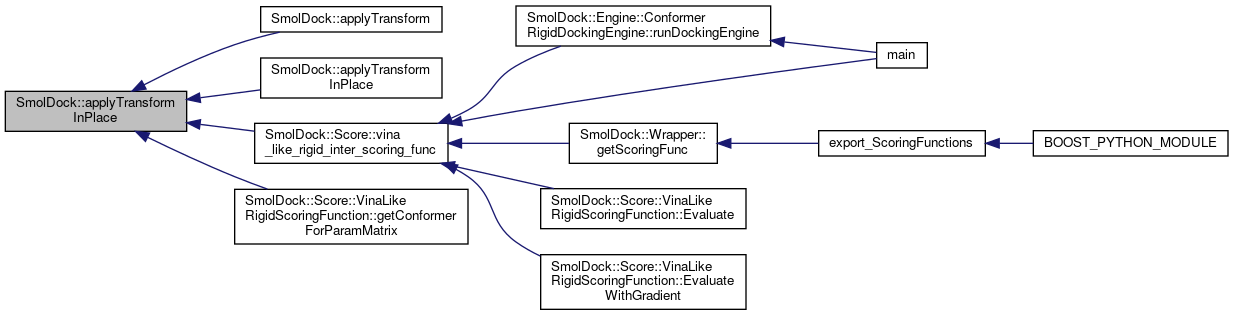 SmolDock::applyTransform
InPlace
SmolDock::applyTransform
SmolDock::applyTransform
InPlace
SmolDock::Score::vina
_like_rigid_inter_scoring_func
SmolDock::Score::VinaLike
RigidScoringFunction::getConformer
ForParamMatrix
SmolDock::Engine::Conformer
RigidDockingEngine::runDockingEngine
main
SmolDock::Wrapper::
getScoringFunc
export_ScoringFunctions
BOOST_PYTHON_MODULE
SmolDock::Score::VinaLike
RigidScoringFunction::Evaluate
SmolDock::Score::VinaLike
RigidScoringFunction::Evaluate
WithGradient